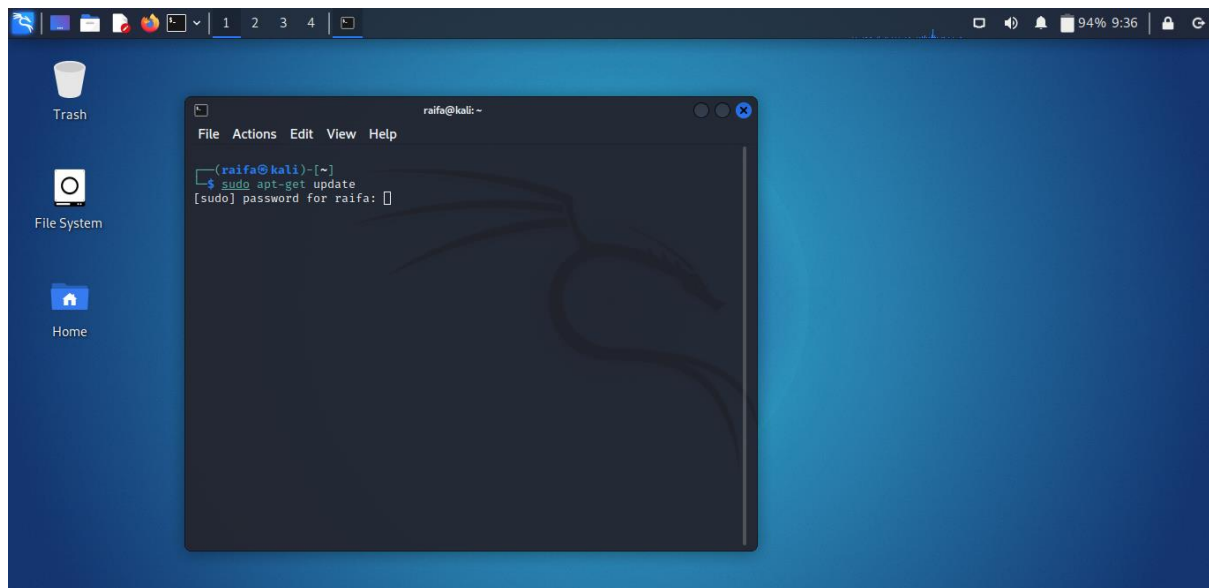 1 2 3 4
94% 9:36
Trash
File System
Home
raifa@kali: ~
File Actions Edit View Help
┌──(raifa㉿kali)-[~]
└─$ sudo apt-get update
[sudo] password for raifa: